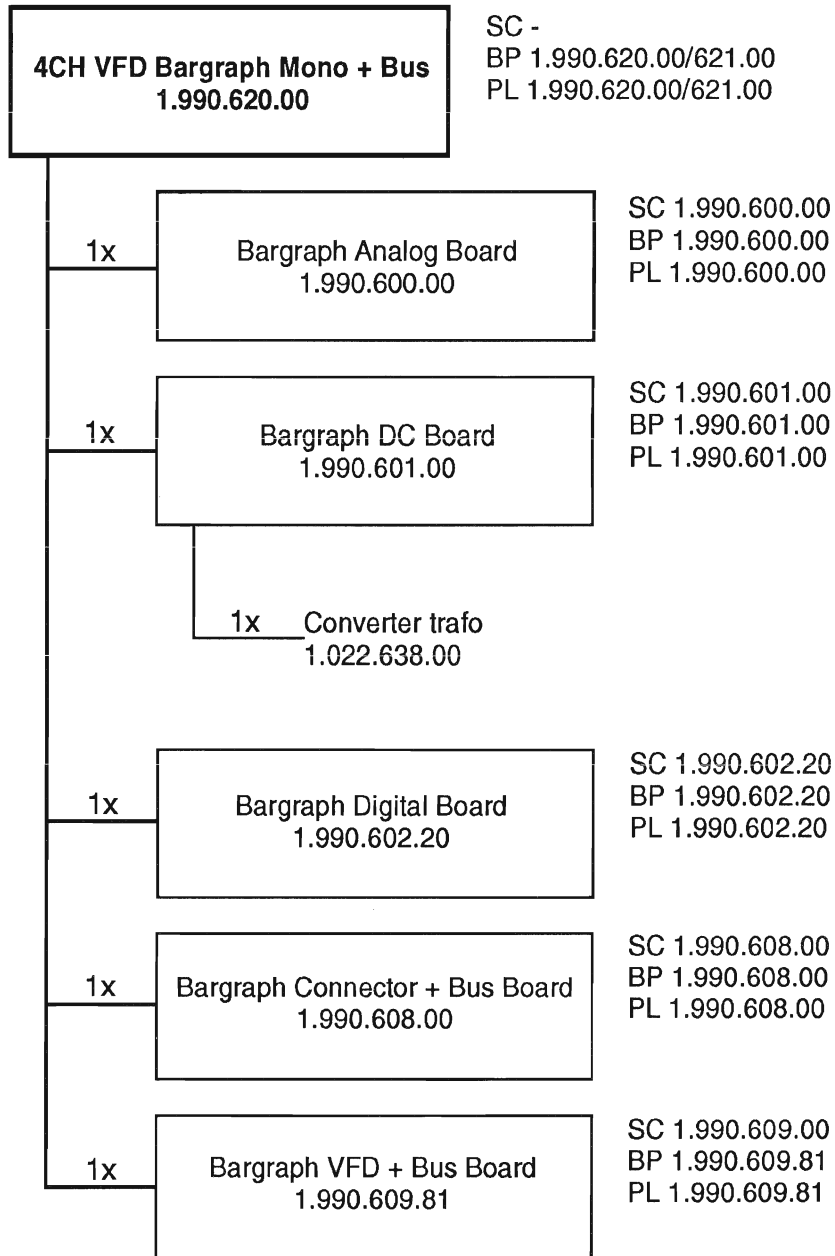 4CH VFD Bargraph Mono + Bus
1.990.620.00
SC -
BP 1.990.620.00/621.00
PL 1.990.620.00/621.00
1x
Bargraph Analog Board
1.990.600.00
SC 1.990.600.00
BP 1.990.600.00
PL 1.990.600.00
1x
Bargraph DC Board
1.990.601.00
SC 1.990.601.00
BP 1.990.601.00
PL 1.990.601.00
1x
Converter trafo
1.022.638.00
1x
Bargraph Digital Board
1.990.602.20
SC 1.990.602.20
BP 1.990.602.20
PL 1.990.602.20
1x
Bargraph Connector + Bus Board
1.990.608.00
SC 1.990.608.00
BP 1.990.608.00
PL 1.990.608.00
1x
Bargraph VFD + Bus Board
1.990.609.81
SC 1.990.609.00
BP 1.990.609.81
PL 1.990.609.81